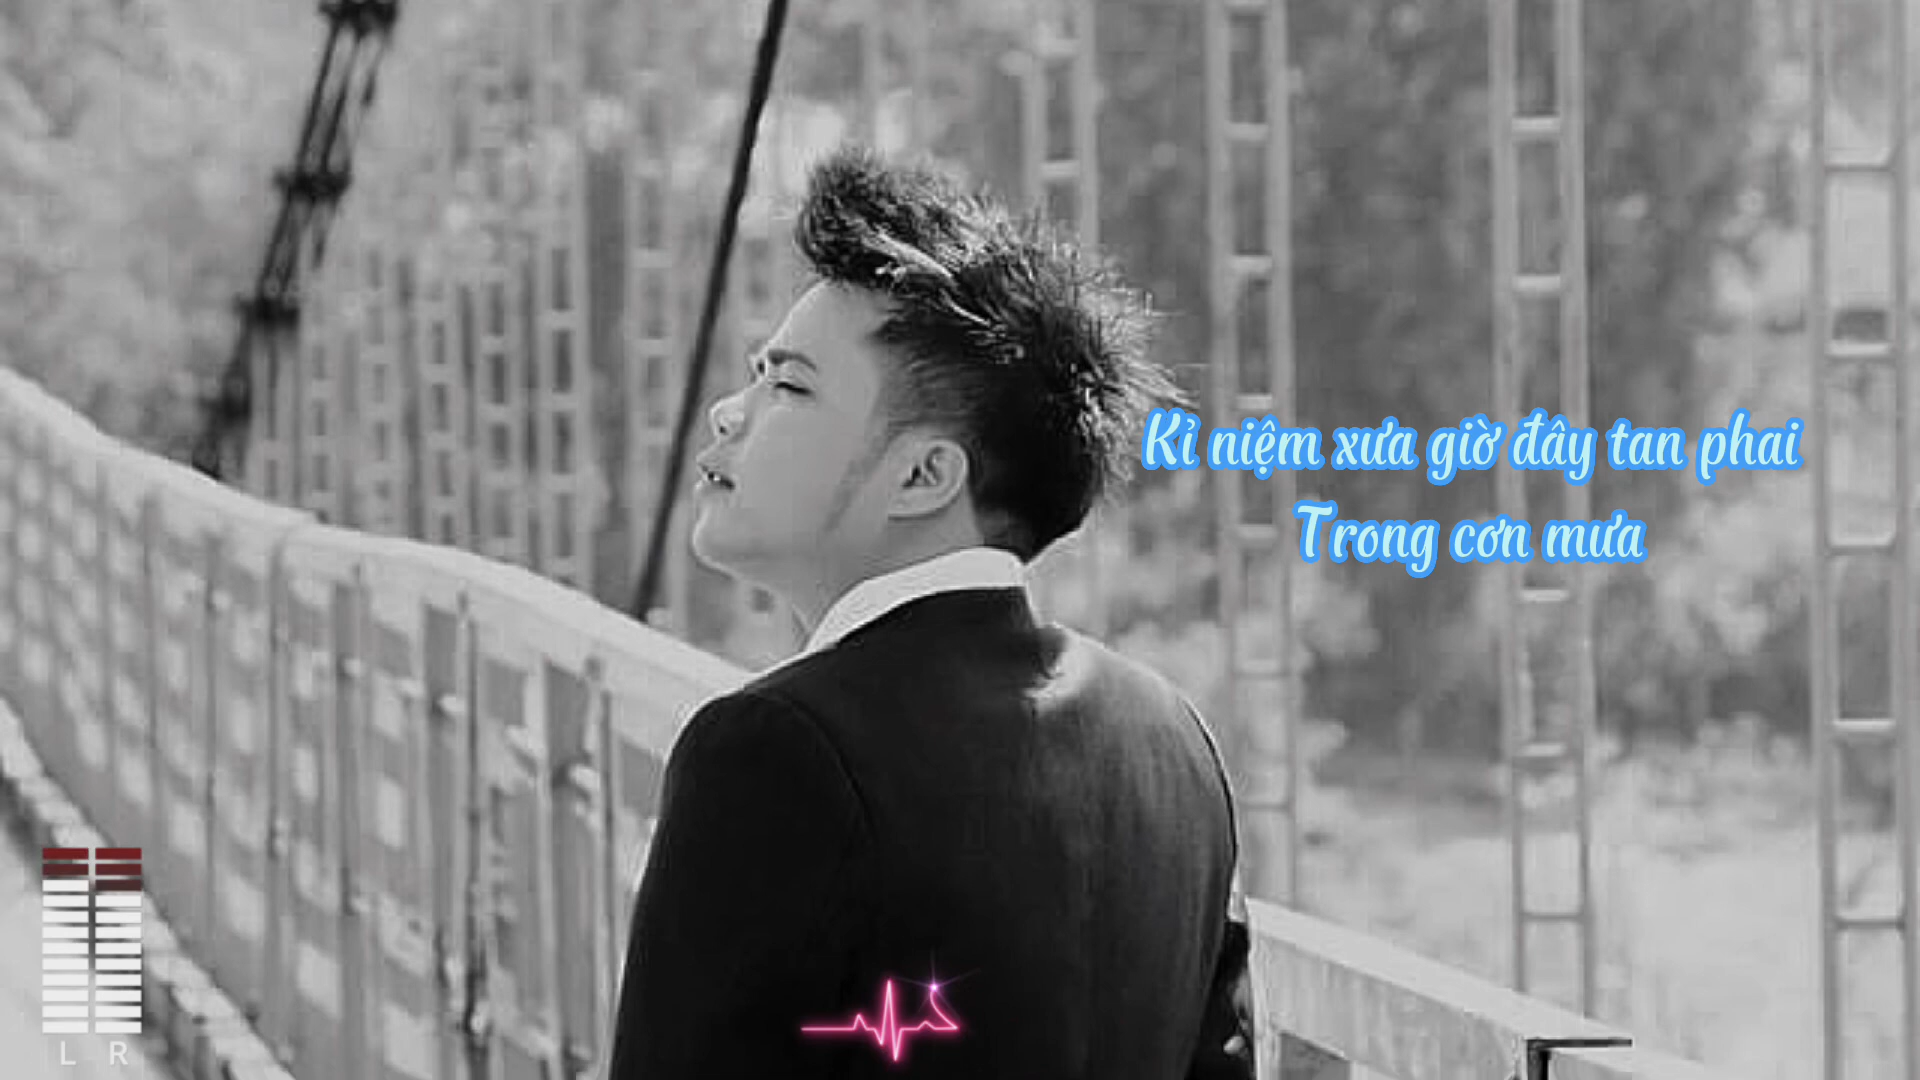 Kỉ niệm xưa giờ đây tan phai
Trong cơn mưa
L R